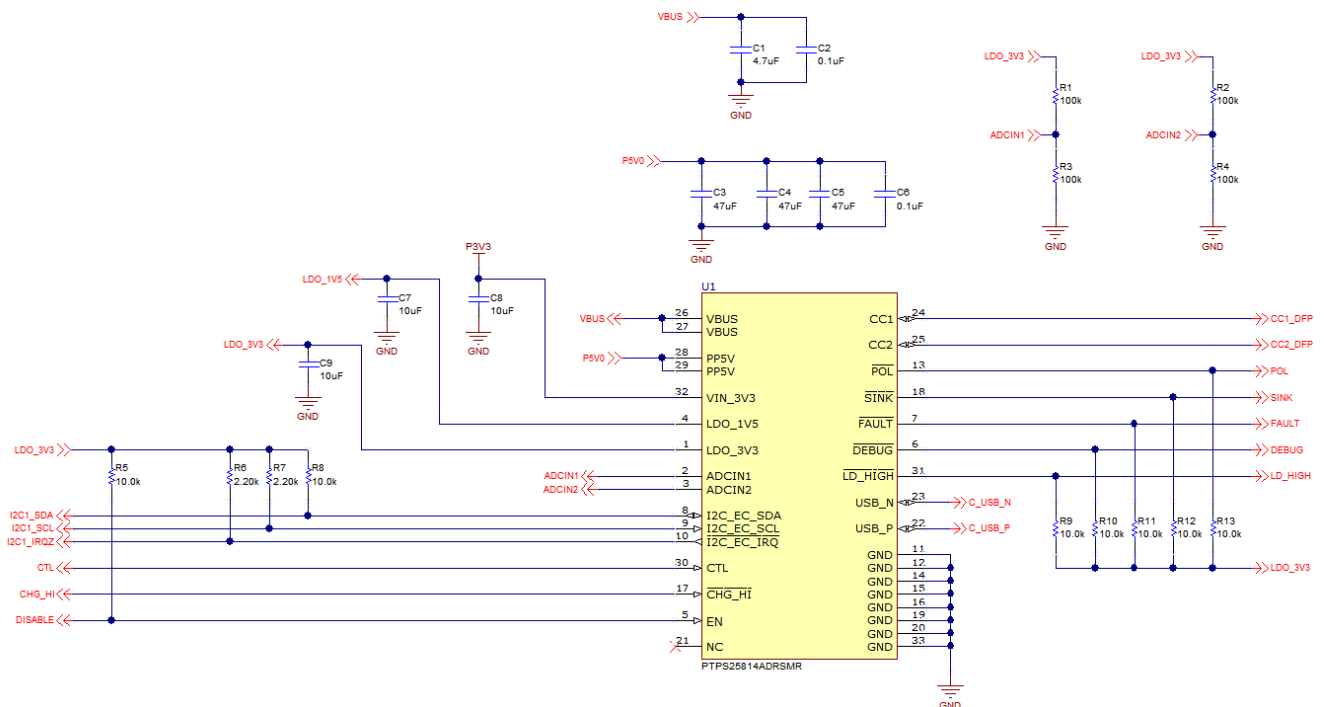 VBUS
C1
4.7uF
C2
0.1uF
GND
LDO_3V3
R1
100k
ADCIN1
R3
100k
GND
LDO_3V3
R2
100k
ADCIN2
R4
100k
GND
P5V0
C3
47uF
C4
47uF
C5
47uF
C6
0.1uF
GND
P3V3
LDO_1V5
C7
10uF
GND
C8
10uF
GND
LDO_3V3
C9
10uF
GND
U1
VBUS
26 VBUS
27 VBUS
P5V0
28 PP5V
29 PP5V
32 VIN_3V3
4 LDO_1V5
1 LDO_3V3
ADCIN1 2 ADCIN1
ADCIN2 3 ADCIN2
LDO_3V3
R5
10.0k
R6
2.20k
R7
2.20k
R8
10.0k
I2C1_SDA 8 I2C_EC_SDA
I2C1_SCL 9 I2C_EC_SCL
I2C1_IRQZ 10 I2C_EC_IRQ
CTL 30 CTL
CHG_HI 17 CHG_HI
DISABLE 5 EN
21 NC
PTPS25814ADRSMR
CC1 24 CC1_DFP
CC2 25 CC2_DFP
POL 13 POL
SINK 18 SINK
FAULT 7 FAULT
DEBUG 6 DEBUG
LD_HIGH 31 LD_HIGH
USB_N 23 C_USB_N
USB_P 22 C_USB_P
R9
10.0k
R10
10.0k
R11
10.0k
R12
10.0k
R13
10.0k
LDO_3V3
GND 11
GND 12
GND 14
GND 15
GND 16
GND 19
GND 20
GND 33
GND